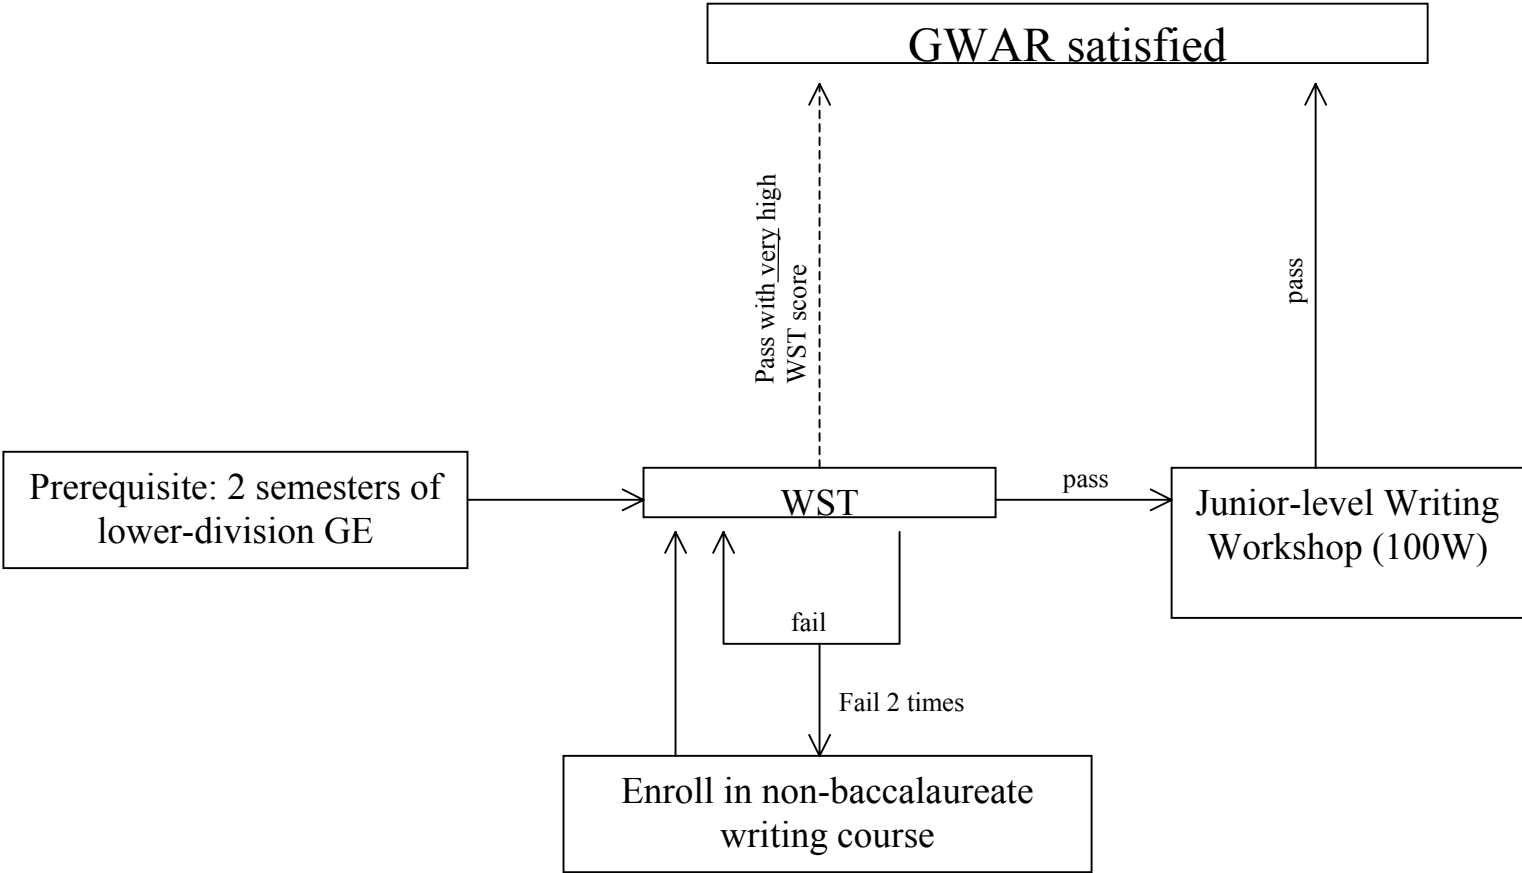 GWAR satisfied
Pass with very high
WST score
pass
Prerequisite: 2 semesters of
lower-division GE
WST
pass
Junior-level Writing
Workshop (100W)
fail
Fail 2 times
Enroll in non-baccalaureate
writing course